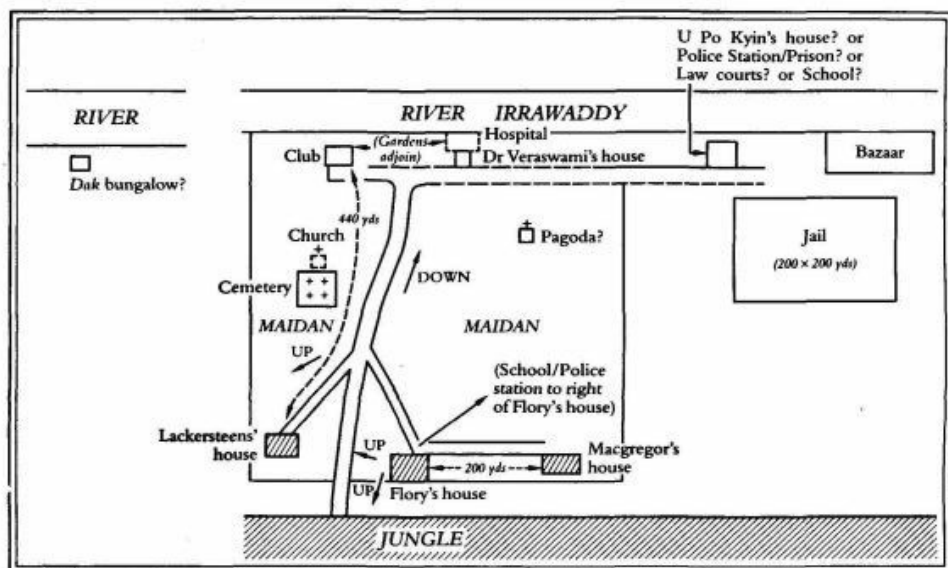 U Po Kyin's house? or
Police Station/Prison? or
Law courts? or School?
RIVER
RIVER IRRAWADDY
Dak bungalow?
Club
(Gardens
adjoin)
Hospital
Dr Veraswami's house
Bazaar
440 yds
Church
Cemetery
Pagoda?
Jail
(200 × 200 yds)
DOWN
MAIDAN
MAIDAN
UP
(School/Police
station to right
of Flory's house)
Lackersteens'
house
UP
UP
Flory's house
200 yds
Macgregor's
house
JUNGLE